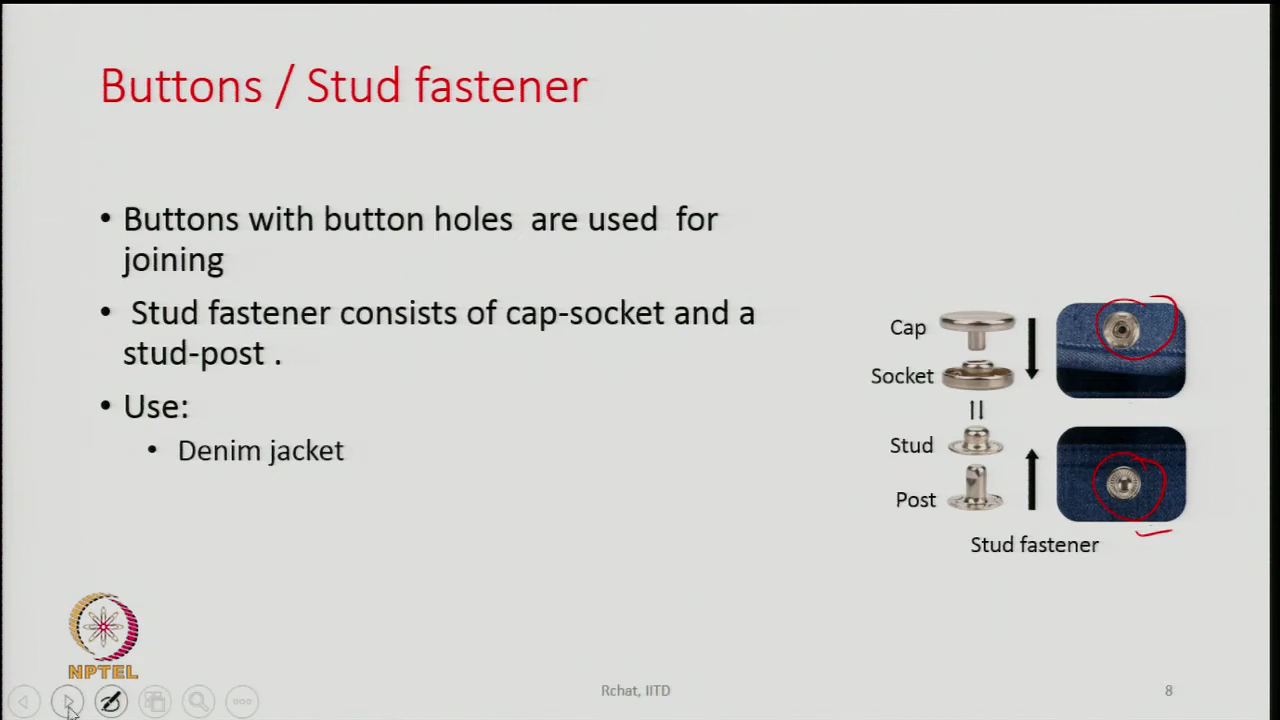 Buttons / Stud fastener
• Buttons with button holes are used for
joining
• Stud fastener consists of cap-socket and a
stud-post .
• Use:
• Denim jacket
Cap
Socket
Stud
Post
Stud fastener
NPTEL
Rchat, IITD
8